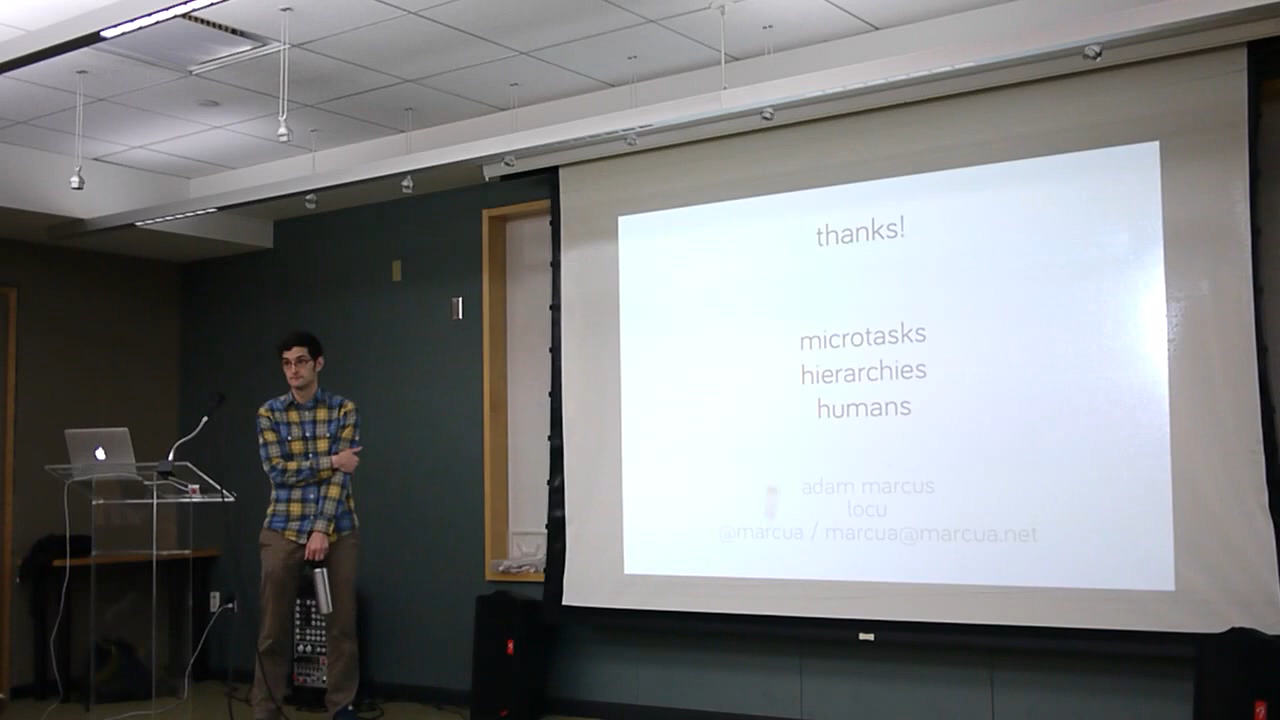 thanks!
microtasks
hierarchies
humans
adam marcus
locu
@marcua / marcua@marcua.net